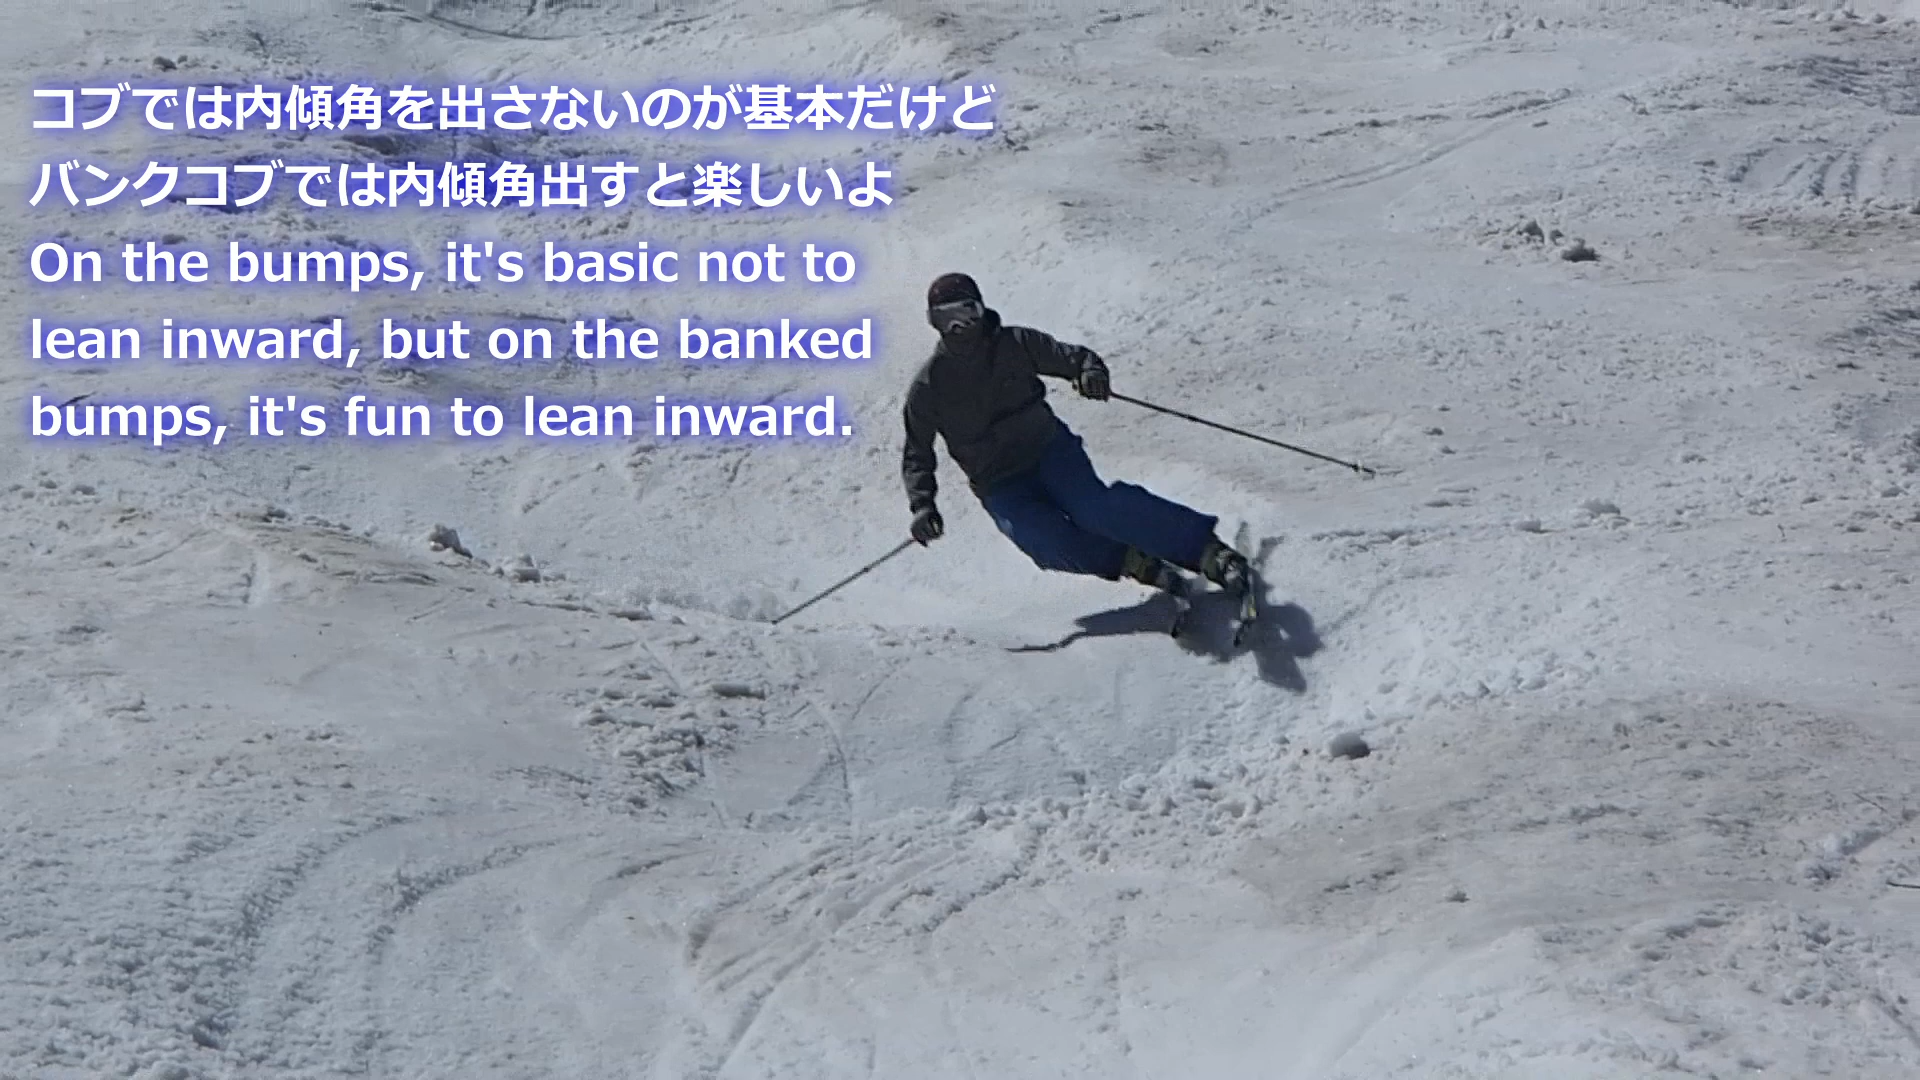 コブでは内傾角を出さないのが基本だけど
バンクコブでは内傾角出すと楽しいよ
On the bumps, it's basic not to
lean inward, but on the banked
bumps, it's fun to lean inward.